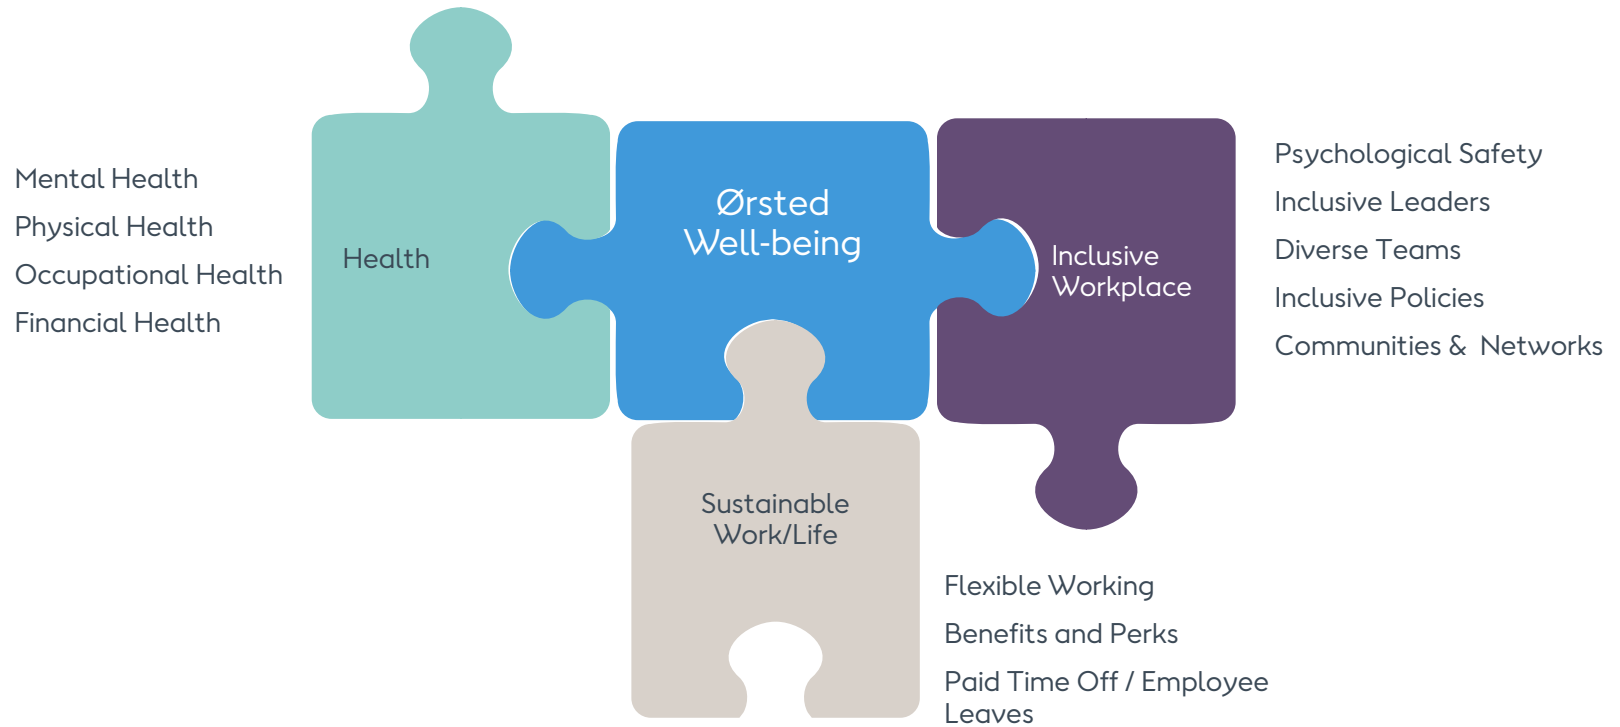 Mental Health
Physical Health
Occupational Health
Financial Health
Health
Ørsted
Well-being
Inclusive
Workplace
Psychological Safety
Inclusive Leaders
Diverse Teams
Inclusive Policies
Communities & Networks
Sustainable
Work/Life
Flexible Working
Benefits and Perks
Paid Time Off / Employee
Leaves